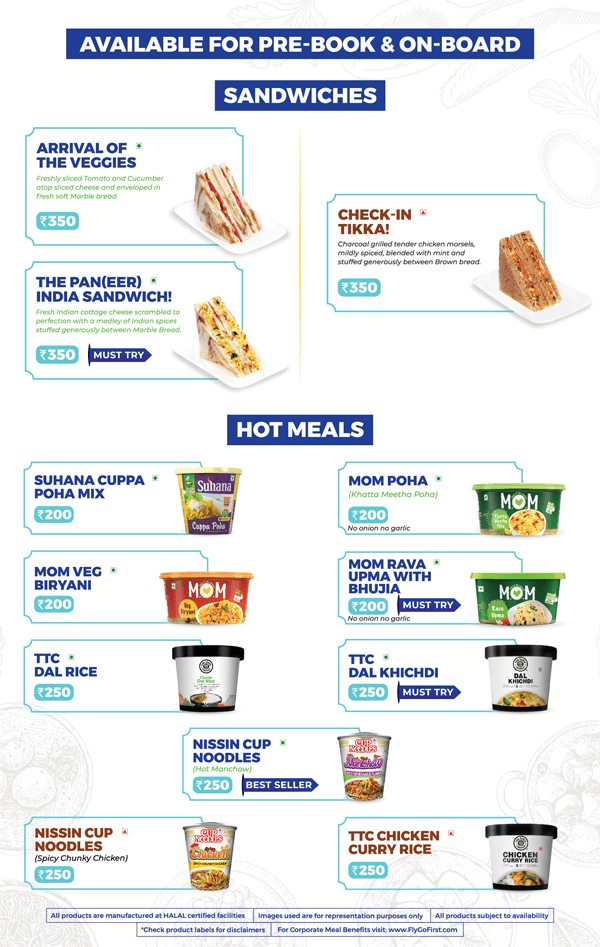 AVAILABLE FOR PRE-BOOK & ON-BOARD
SANDWICHES
ARRIVAL OF
THE VEGGIES
Freshly sliced Tomato and Cucumber
atop sliced cheese and enveloped in
fresh soft Marble bread.
₹350
THE PAN(EER)
INDIA SANDWICH!
Fresh Indian cottage cheese scrambled to
perfection with a medley of Indian spices
stuffed generously between Marble Bread.
₹350 MUST TRY
CHECK-IN
TIKKA!
Charcoal grilled tender chicken morsels,
mildly spiced, blended with mint and
stuffed generously between Brown bread.
₹350
HOT MEALS
SUHANA CUPPA
POHA MIX
₹200
Suhana
Cuppa Poha
MOM POHA
(Khatta Meetha Poha)
₹200
No onion no garlic
MOM
Khatta
Meetha
Poha
MOM VEG
BIRYANI
₹200
MOM
Veg
Biryani
MOM RAVA
UPMA WITH
BHUJIA
₹200 MUST TRY
No onion no garlic
MOM
Rava
Upma
TTC
DAL RICE
₹250
Dal Rice
TTC
DAL KHICHDI
₹250 MUST TRY
DAL
KHICHDI
NISSIN CUP
NOODLES
(Hot Manchow)
₹250 BEST SELLER
CUP
NOODLES
Manchow
NISSIN CUP
NOODLES
(Spicy Chunky Chicken)
₹250
CUP
NOODLES
Chicken
SPICY CHUNKY CHICKEN
TTC CHICKEN
CURRY RICE
₹250
CHICKEN
CURRY RICE
All products are manufactured at HALAL certified facilities
Images used are for representation purposes only
All products subject to availability
*Check product labels for disclaimers
For Corporate Meal Benefits visit: www.FlyGoFirst.com